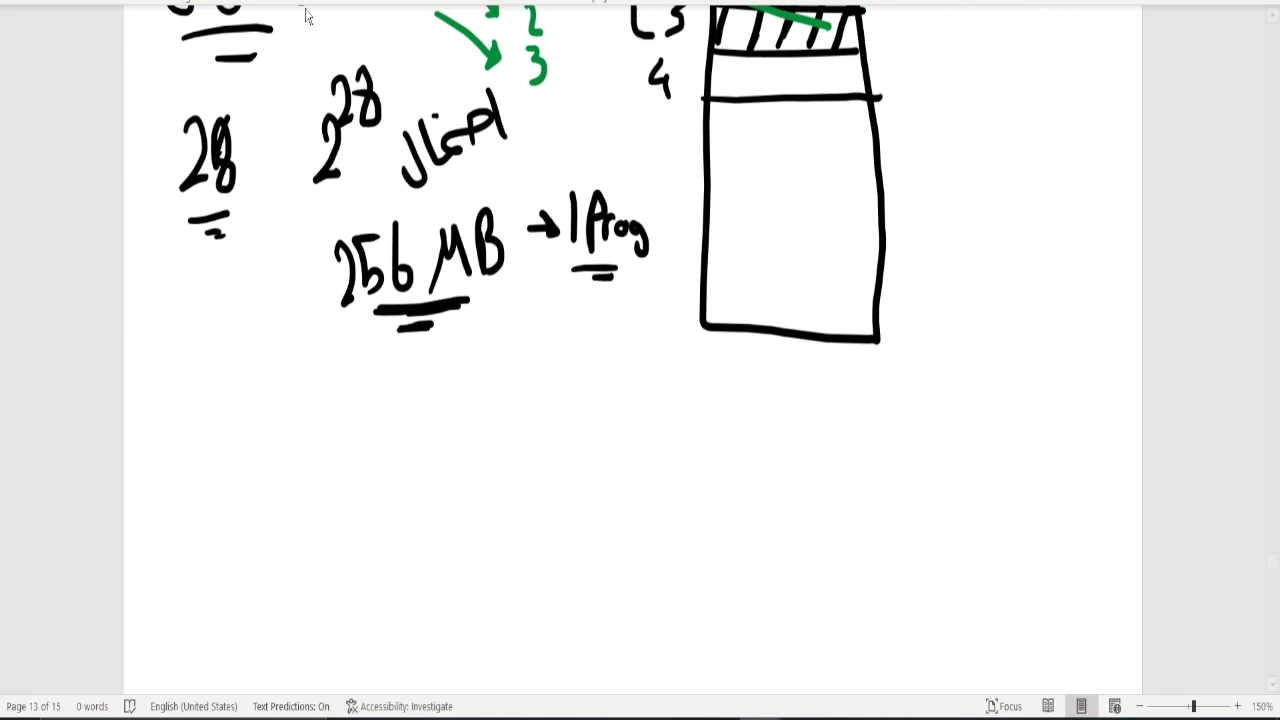 2
3
4
28 2^28
256 MB → 1 Prog
Page 13 of 15 0 words English (United States) Text Predictions: On Accessibility: Investigate Focus 150%